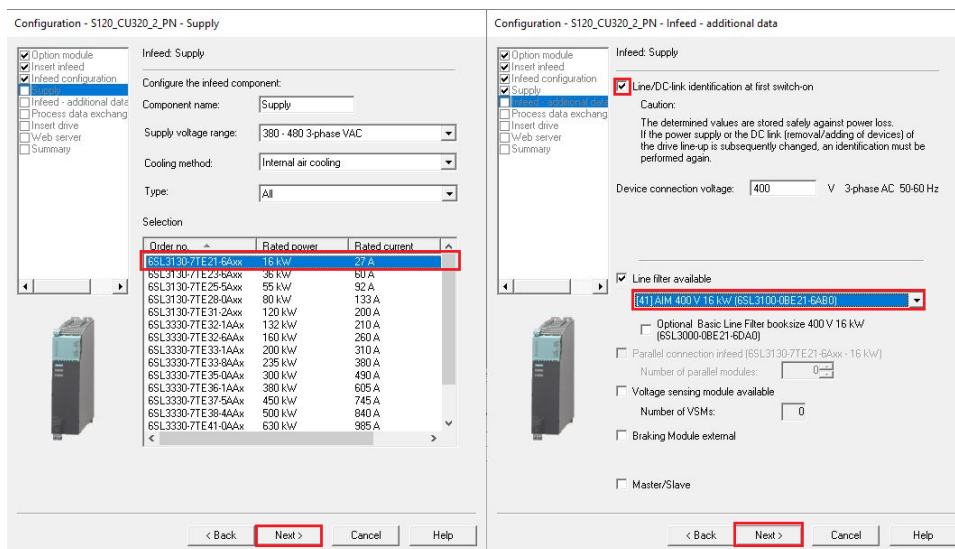 Configuration - S120_CU320_2_PN - Supply
Option module
Insert infeed
Infeed configuration
Supply
Infeed - additional data
Process data exchang
Insert drive
Web server
Summary
Infeed: Supply
Configure the infeed component:
Component name: Supply
Supply voltage range: 380 - 480 3-phase VAC
Cooling method: Internal air cooling
Type: All
Selection
Order no. Rated power Rated current
6SL3130-7TE21-6Axx 16 kW 27 A
6SL3130-7TE23-6Axx 36 kW 60 A
6SL3130-7TE25-5Axx 55 kW 92 A
6SL3130-7TE28-0Axx 80 kW 133 A
6SL3130-7TE31-2Axx 120 kW 200 A
6SL3330-7TE32-1AAx 132 kW 210 A
6SL3330-7TE32-6AAx 160 kW 260 A
6SL3330-7TE33-1AAx 200 kW 310 A
6SL3330-7TE33-8AAx 235 kW 380 A
6SL3330-7TE35-0AAx 300 kW 490 A
6SL3330-7TE36-1AAx 380 kW 605 A
6SL3330-7TE37-5AAx 450 kW 745 A
6SL3330-7TE38-4AAx 500 kW 840 A
6SL3330-7TE41-0AAx 630 kW 985 A
< Back Next > Cancel Help
Configuration - S120_CU320_2_PN - Infeed - additional data
Option module
Insert infeed
Infeed configuration
Supply
Infeed - additional data
Process data exchang
Insert drive
Web server
Summary
Infeed: Supply
Line/DC-link identification at first switch-on
Caution:
The determined values are stored safely against power loss.
If the power supply or the DC link (removal/adding of devices) of
the drive line-up is subsequently changed, an identification must be
performed again.
Device connection voltage: 400 V 3-phase AC 50-60 Hz
Line filter available
[41] AIM 400 V 16 kW (6SL3100-0BE21-6AB0)
Optional Basic Line Filter booksize 400 V 16 kW
(6SL3000-0BE21-6DA0)
Parallel connection infeed (6SL3130-7TE21-6Axx - 16 kW)
Number of parallel modules: 0
Voltage sensing module available
Number of VSMs: 0
Braking Module external
Master/Slave
< Back Next > Cancel Help